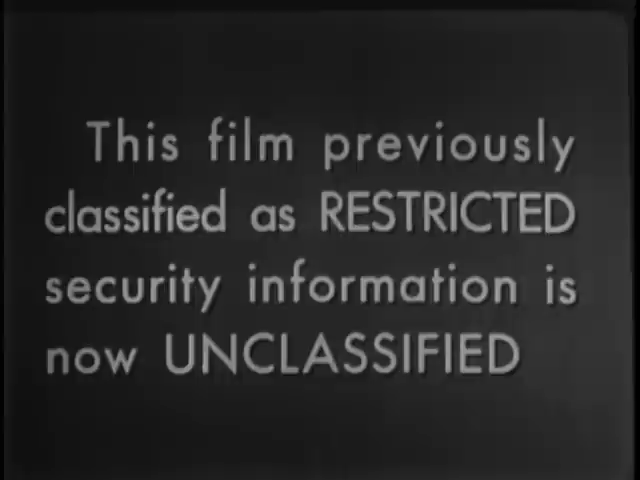 This film previously
classified as RESTRICTED
security information is
now UNCLASSIFIED